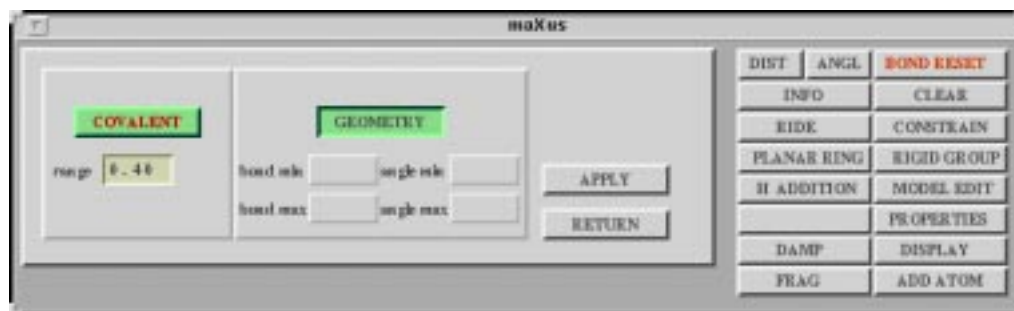 maXus
COVALENT
range 0.40
GEOMETRY
bond min angle min
bond max angle max
APPLY
RETURN
DIST ANGL BOND RESET
INFO CLEAR
RIDE CONSTRAIN
PLANAR RING RIGID GROUP
H ADDITION MODEL EDIT
PROPERTIES
DAMP DISPLAY
FRAG ADD ATOM